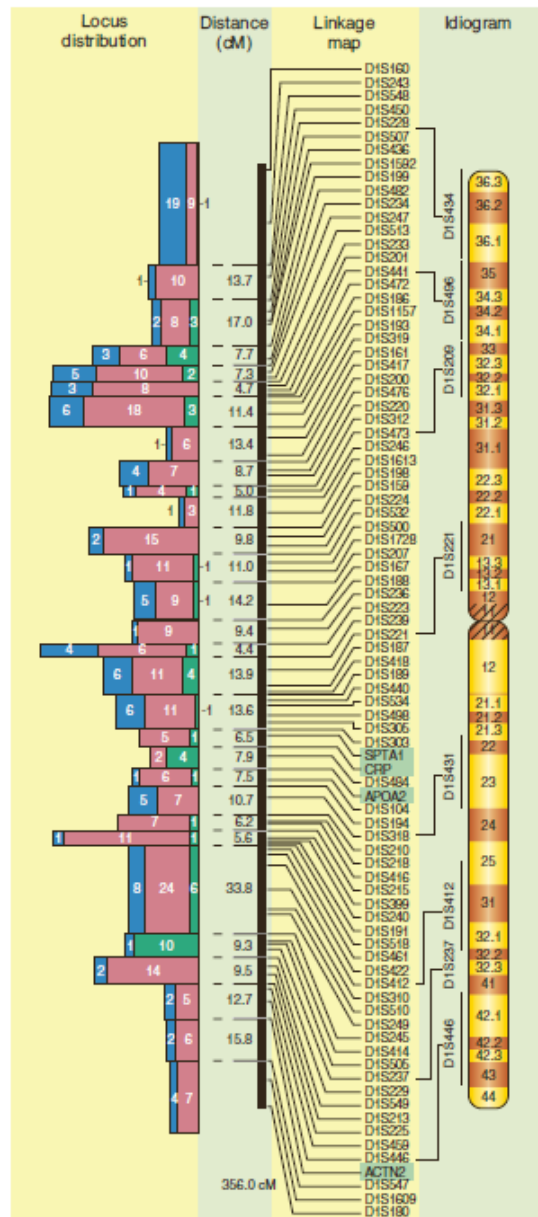 Locus distribution
Distance (cM)
Linkage map
Idiogram
D1S160
D1S243
D1S548
D1S450
D1S228
D1S507
D1S436
D1S1592
D1S199
D1S482
D1S234
D1S247
D1S513
D1S233
D1S201
D1S441
D1S472
D1S186
D1S1157
D1S193
D1S319
D1S161
D1S417
D1S200
D1S476
D1S220
D1S312
D1S473
D1S246
D1S1613
D1S198
D1S159
D1S224
D1S532
D1S500
D1S1728
D1S207
D1S167
D1S188
D1S236
D1S223
D1S239
D1S221
D1S187
D1S418
D1S189
D1S440
D1S534
D1S498
D1S305
D1S303
SPTA1
CRP
D1S484
APOA2
D1S104
D1S194
D1S318
D1S210
D1S218
D1S416
D1S215
D1S399
D1S240
D1S191
D1S518
D1S461
D1S422
D1S412
D1S310
D1S510
D1S249
D1S245
D1S414
D1S505
D1S237
D1S229
D1S549
D1S213
D1S225
D1S459
D1S446
ACTN2
D1S547
D1S1609
D1S180
19 9 1
1 10
2 8 3
3 6 4
5 10 2
3 8
6 18 3
1 6
4 7
1 4 1
1 3
2 15
1 11 1
5 9 1
1 9
4 6 1
6 11 4
6 11 1
5 1
2 4
1 6 1
5 7
7 1
1 11 1
8 24 6
1 10
2 14
2 5
2 6
4 7
13.7
17.0
7.7
7.3
4.7
11.4
13.4
8.7
5.0
11.8
9.8
11.0
14.2
9.4
4.4
13.9
13.6
6.5
7.9
7.5
10.7
6.2
5.6
33.8
9.3
9.5
12.7
15.8
356.0 cM
D1S434
D1S496
D1S209
D1S221
D1S431
D1S412
D1S237
D1S446
36.3
36.2
36.1
35
34.3
34.2
34.1
33
32.3
32.2
32.1
31.3
31.2
31.1
22.3
22.2
22.1
21
13.3
13.2
13.1
12
11
11
12
21.1
21.2
21.3
22
23
24
25
31
32.1
32.2
32.3
41
42.1
42.2
42.3
43
44